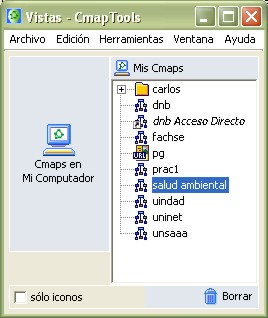 Vistas - CmapTools
Archivo Edición Herramientas Ventana Ayuda
Cmaps en
Mi Computador
Mis Cmaps
carlos
dnb
dnb Acceso Directo
fachse
URL pg
prac1
salud ambiental
uindad
uninet
unsaaa
sólo iconos
Borrar